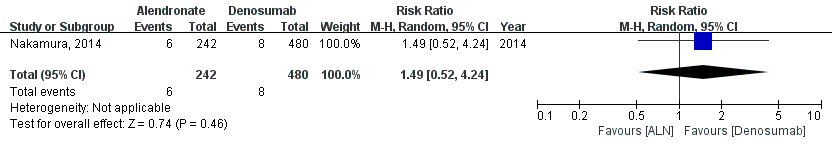 Alendronate Denosumab Risk Ratio Risk Ratio
Study or Subgroup Events Total Events Total Weight M-H, Random, 95% CI Year M-H, Random, 95% CI
Nakamura, 2014 6 242 8 480 100.0% 1.49 [0.52, 4.24] 2014
Total (95% CI) 242 480 100.0% 1.49 [0.52, 4.24]
Total events 6 8
Heterogeneity: Not applicable
Test for overall effect: Z = 0.74 (P = 0.46)
0.1 0.2 0.5 1 2 5 10
Favours [ALN] Favours [Denosumab]